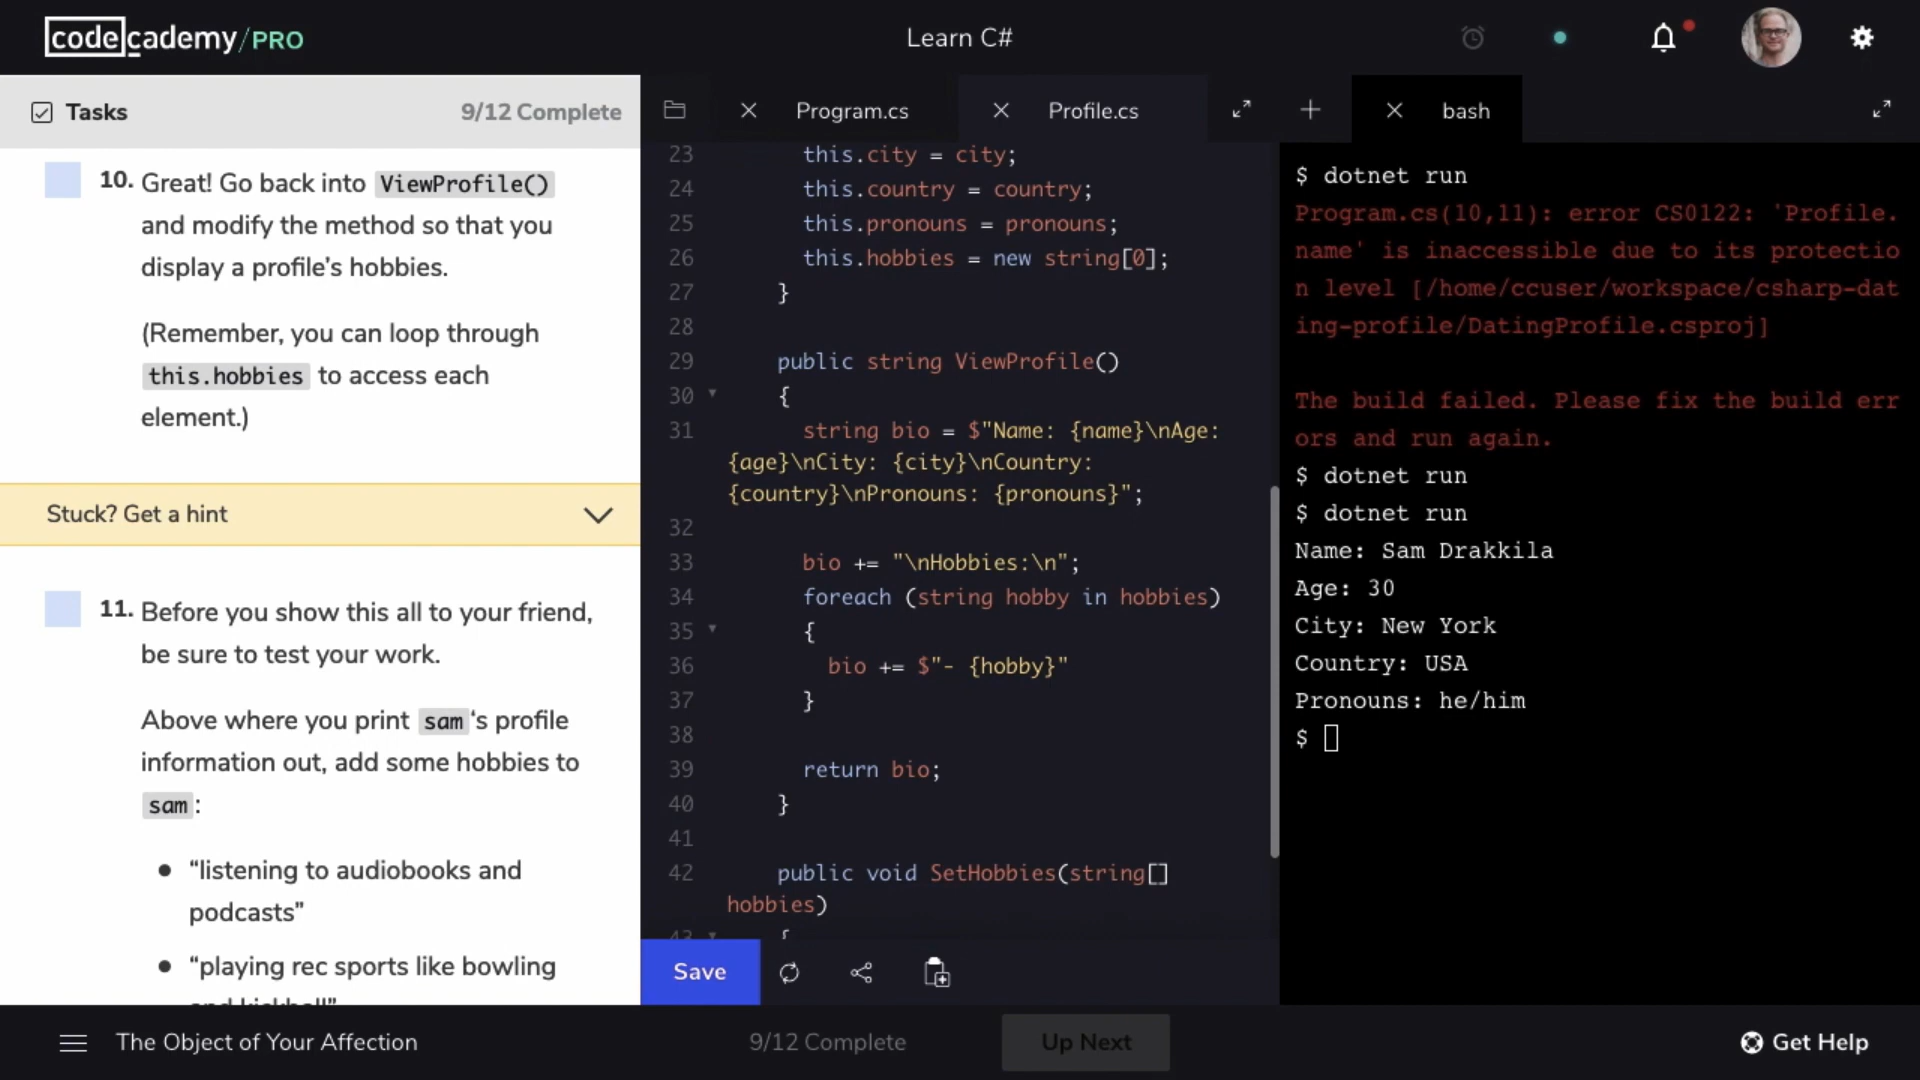 codecademy/PRO
Learn C#
Tasks
9/12 Complete
10. Great! Go back into ViewProfile()
and modify the method so that you
display a profile's hobbies.
(Remember, you can loop through
this.hobbies to access each
element.)
Stuck? Get a hint
11. Before you show this all to your friend,
be sure to test your work.
Above where you print sam's profile
information out, add some hobbies to
sam:
• “listening to audiobooks and
podcasts”
• “playing rec sports like bowling
and kickball”
Program.cs
Profile.cs
23 this.city = city;
24 this.country = country;
25 this.pronouns = pronouns;
26 this.hobbies = new string[0];
27 }
28
29 public string ViewProfile()
30 {
31 string bio = $"Name: {name}\nAge:
{age}\nCity: {city}\nCountry:
{country}\nPronouns: {pronouns}";
32
33 bio += "\nHobbies:\n";
34 foreach (string hobby in hobbies)
35 {
36 bio += $"- {hobby}"
37 }
38
39 return bio;
40 }
41
42 public void SetHobbies(string[]
hobbies)
43 {
Save
bash
$ dotnet run
Program.cs(10,11): error CS0122: 'Profile.
name' is inaccessible due to its protectio
n level [/home/ccuser/workspace/csharp-dat
ing-profile/DatingProfile.csproj]
The build failed. Please fix the build err
ors and run again.
$ dotnet run
$ dotnet run
Name: Sam Drakkila
Age: 30
City: New York
Country: USA
Pronouns: he/him
$
The Object of Your Affection
9/12 Complete
Up Next
Get Help